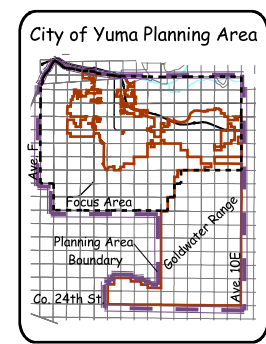 City of Yuma Planning Area
Ave. F
Focus Area
Planning Area
Boundary
Goldwater Range
Co. 24th St.
Ave. 10E